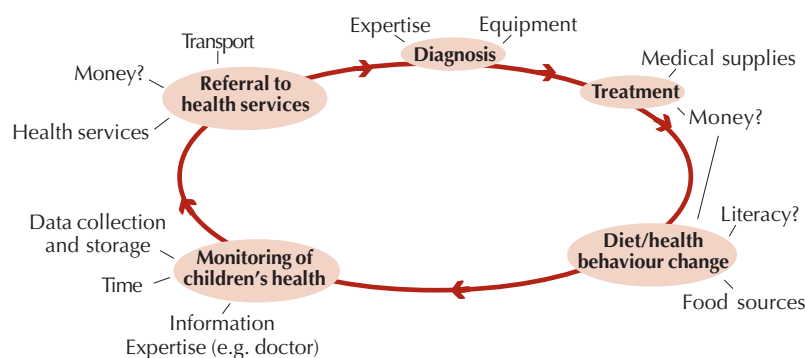 Expertise
Equipment
Diagnosis
Transport
Money?
Referral to
health services
Health services
Medical supplies
Treatment
Money?
Literacy?
Diet/health
behaviour change
Food sources
Data collection
and storage
Monitoring of
children’s health
Time
Information
Expertise (e.g. doctor)